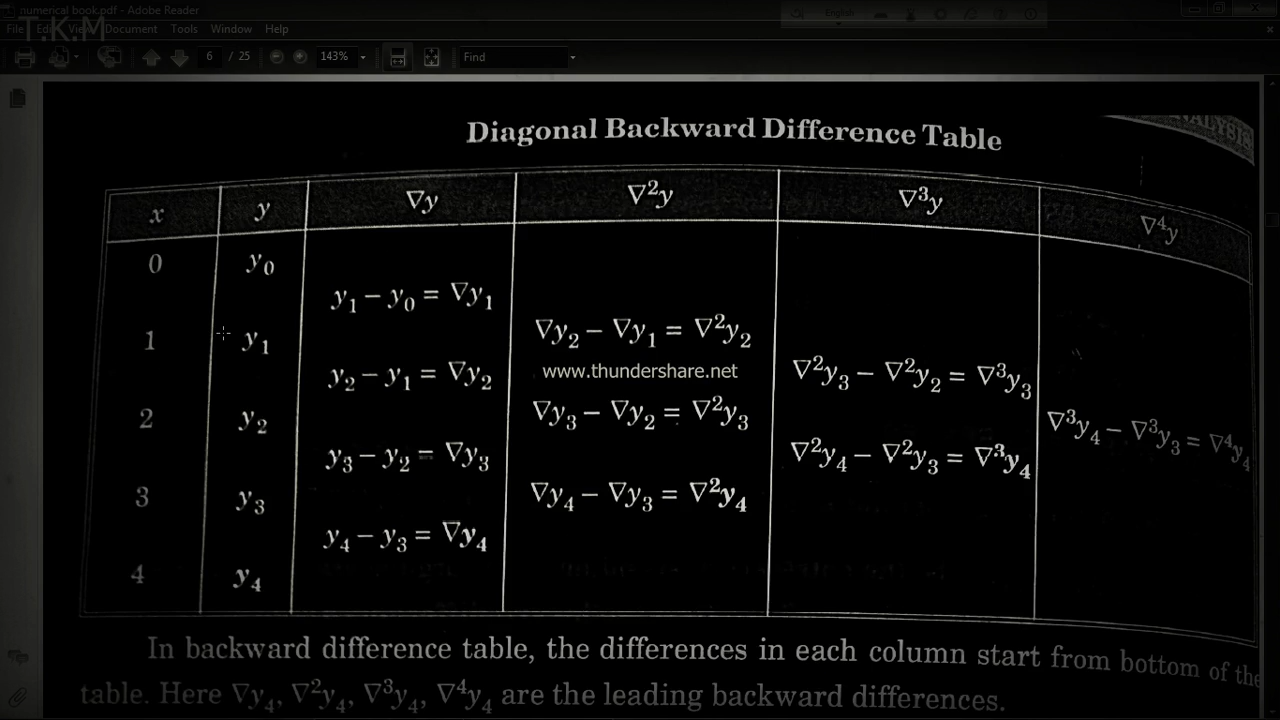 numerical book.pdf - Adobe Reader
T.K.M
English
File Edit View Document Tools Window Help
6 / 25 143% Find
Diagonal Backward Difference Table
x y ∇y ∇²y ∇³y ∇⁴y
0 y₀
y₁ – y₀ = ∇y₁
1 y₁ ∇y₂ – ∇y₁ = ∇²y₂
y₂ – y₁ = ∇y₂ www.thundershare.net ∇²y₃ – ∇²y₂ = ∇³y₃
2 y₂ ∇y₃ – ∇y₂ = ∇²y₃ ∇³y₄ – ∇³y₃ = ∇⁴y₄
y₃ – y₂ = ∇y₃ ∇²y₄ – ∇²y₃ = ∇³y₄
3 y₃ ∇y₄ – ∇y₃ = ∇²y₄
y₄ – y₃ = ∇y₄
4 y₄
In backward difference table, the differences in each column start from bottom of the
table. Here ∇y₄, ∇²y₄, ∇³y₄, ∇⁴y₄ are the leading backward differences.